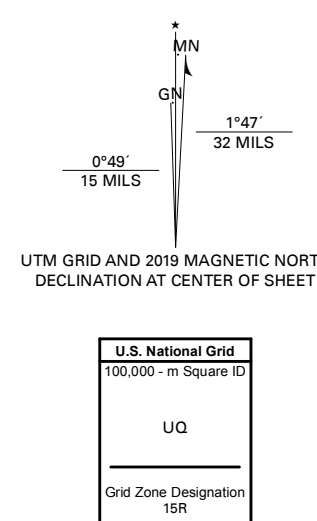 ★
MN
GN
1°47´
32 MILS
0°49´
15 MILS
UTM GRID AND 2019 MAGNETIC NORT
DECLINATION AT CENTER OF SHEET
U.S. National Grid
100,000 - m Square ID
UQ
Grid Zone Designation
15R